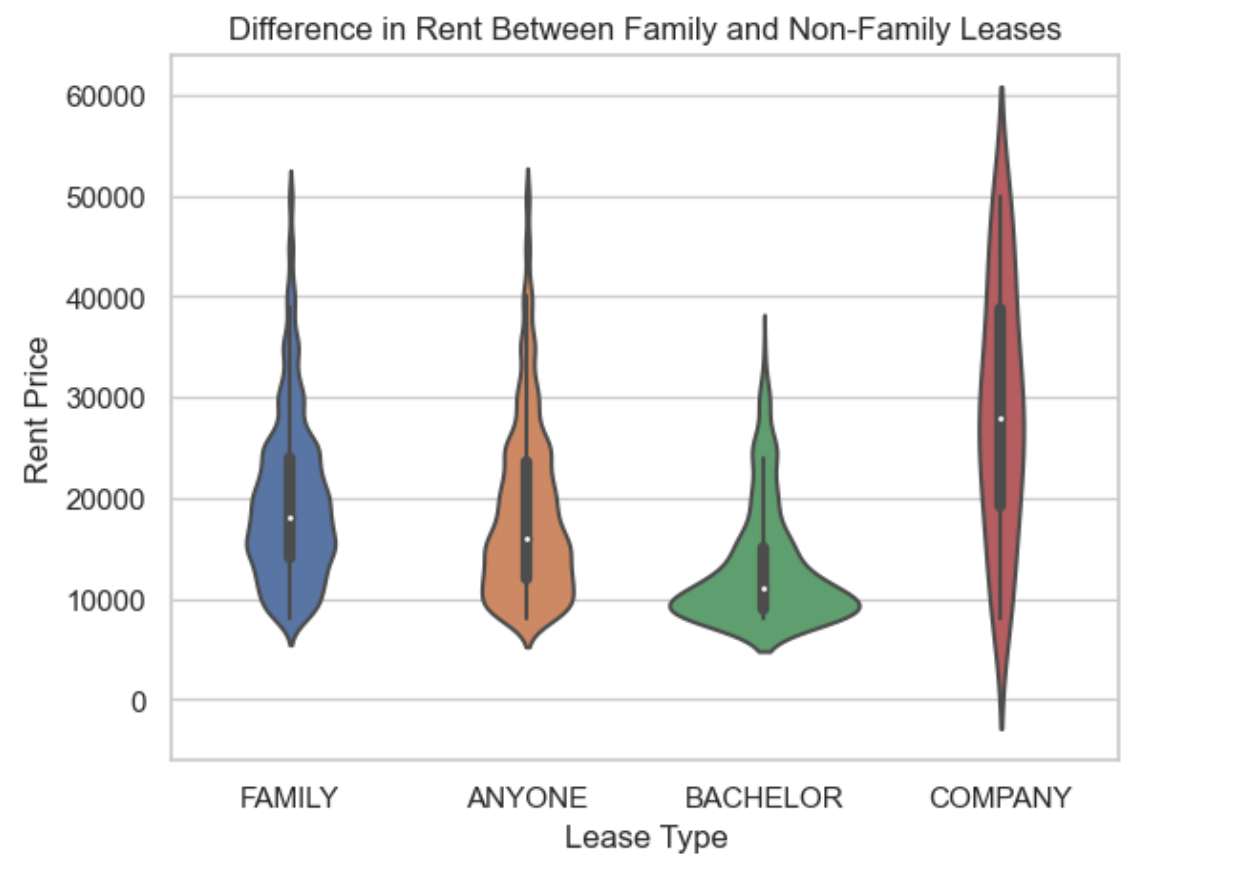 Difference in Rent Between Family and Non-Family Leases
60000
50000
40000
30000
20000
10000
0
Rent Price
FAMILY ANYONE BACHELOR COMPANY
Lease Type